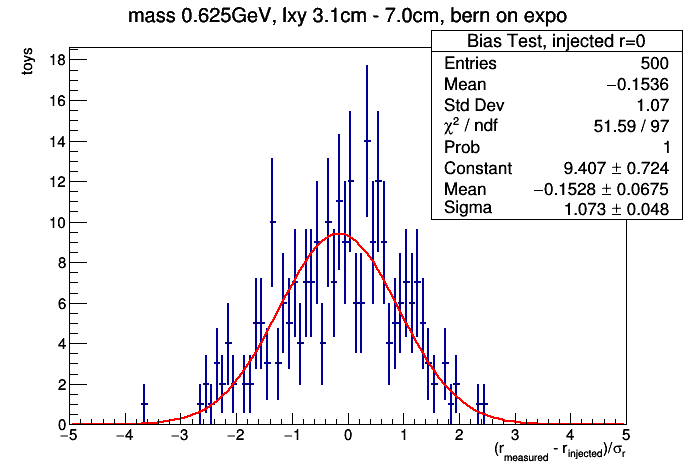 mass 0.625GeV, lxy 3.1cm - 7.0cm, bern on expo
Bias Test, injected r=0
Entries 500
Mean −0.1536
Std Dev 1.07
χ² / ndf 51.59 / 97
Prob 1
Constant 9.407 ± 0.724
Mean −0.1528 ± 0.0675
Sigma 1.073 ± 0.048
toys
18
16
14
12
10
8
6
4
2
0
−5 −4 −3 −2 −1 0 1 2 3 4 5
(r_measured - r_injected)/σ_r